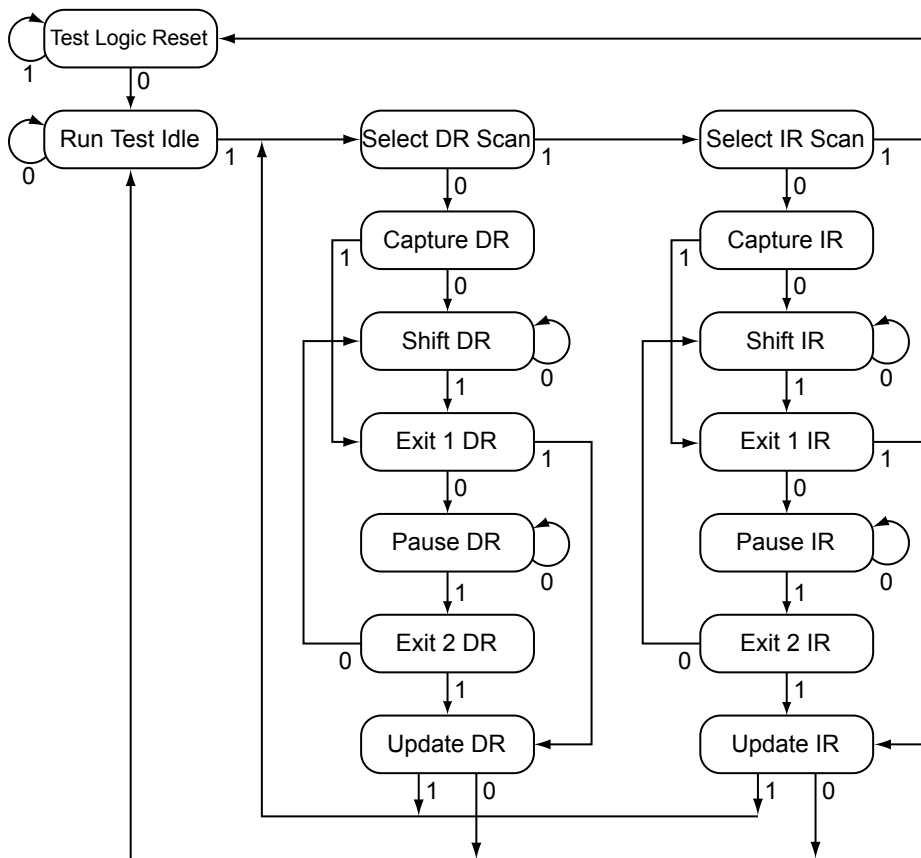 Test Logic Reset
1
0
Run Test Idle
0
1
Select DR Scan
1
Select IR Scan
1
0
0
Capture DR
1
0
Capture IR
1
0
Shift DR
0
1
Shift IR
0
1
Exit 1 DR
1
0
Exit 1 IR
1
0
Pause DR
0
1
Pause IR
0
1
Exit 2 DR
0
1
Exit 2 IR
0
1
Update DR
1
0
Update IR
1
0